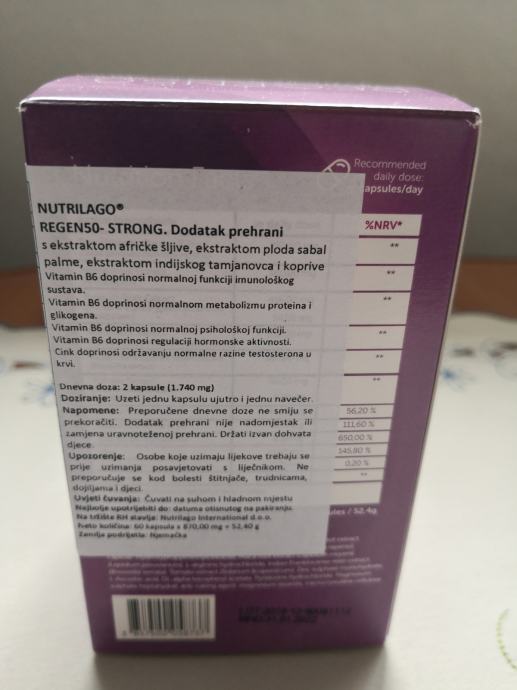 Recommended
daily dose:
apsules/day
%NRV*
NUTRILAGO®
REGEN50- STRONG. Dodatak prehrani
s ekstraktom afričke šljive, ekstraktom ploda sabal
palme, ekstraktom indijskog tamjanovca i koprive
Vitamin B6 doprinosi normalnoj funkciji imunološkog
sustava.
Vitamin B6 doprinosi normalnom metabolizmu proteina i
glikogena.
Vitamin B6 doprinosi normalnoj psihološkoj funkciji.
Vitamin B6 doprinosi regulaciji hormonske aktivnosti.
Cink doprinosi održavanju normalne razine testosterona u
krvi.
Dnevna doza: 2 kapsule (1.740 mg)
Doziranje: Uzeti jednu kapsulu ujutro i jednu navečer.
Napomene: Preporučene dnevne doze ne smiju se
prekoračiti. Dodatak prehrani nije nadomjestak ili
zamjena uravnoteženoj prehrani. Držati izvan dohvata
djece.
Upozorenje: Osobe koje uzimaju lijekove trebaju se
prije uzimanja posavjetovati s liječnikom. Ne
preporučuje se kod bolesti štitnjače, trudnicama,
dojiljama i djeci.
Uvjeti čuvanja: Čuvati na suhom i hladnom mjestu
Najbolje upotrijebiti do: datuma otisnutog na pakiranju.
Na tržište RH stavlja: Nutrilago International d.o.o.
Neto količina: 60 kapsula x 870,00 mg = 52,40 g
Zemlja podrijetla: Njemačka
**
**
**
**
**
**
56,20 %
111,60 %
650,00 %
545,80 %
0,20 %
**
ules / 52.4g